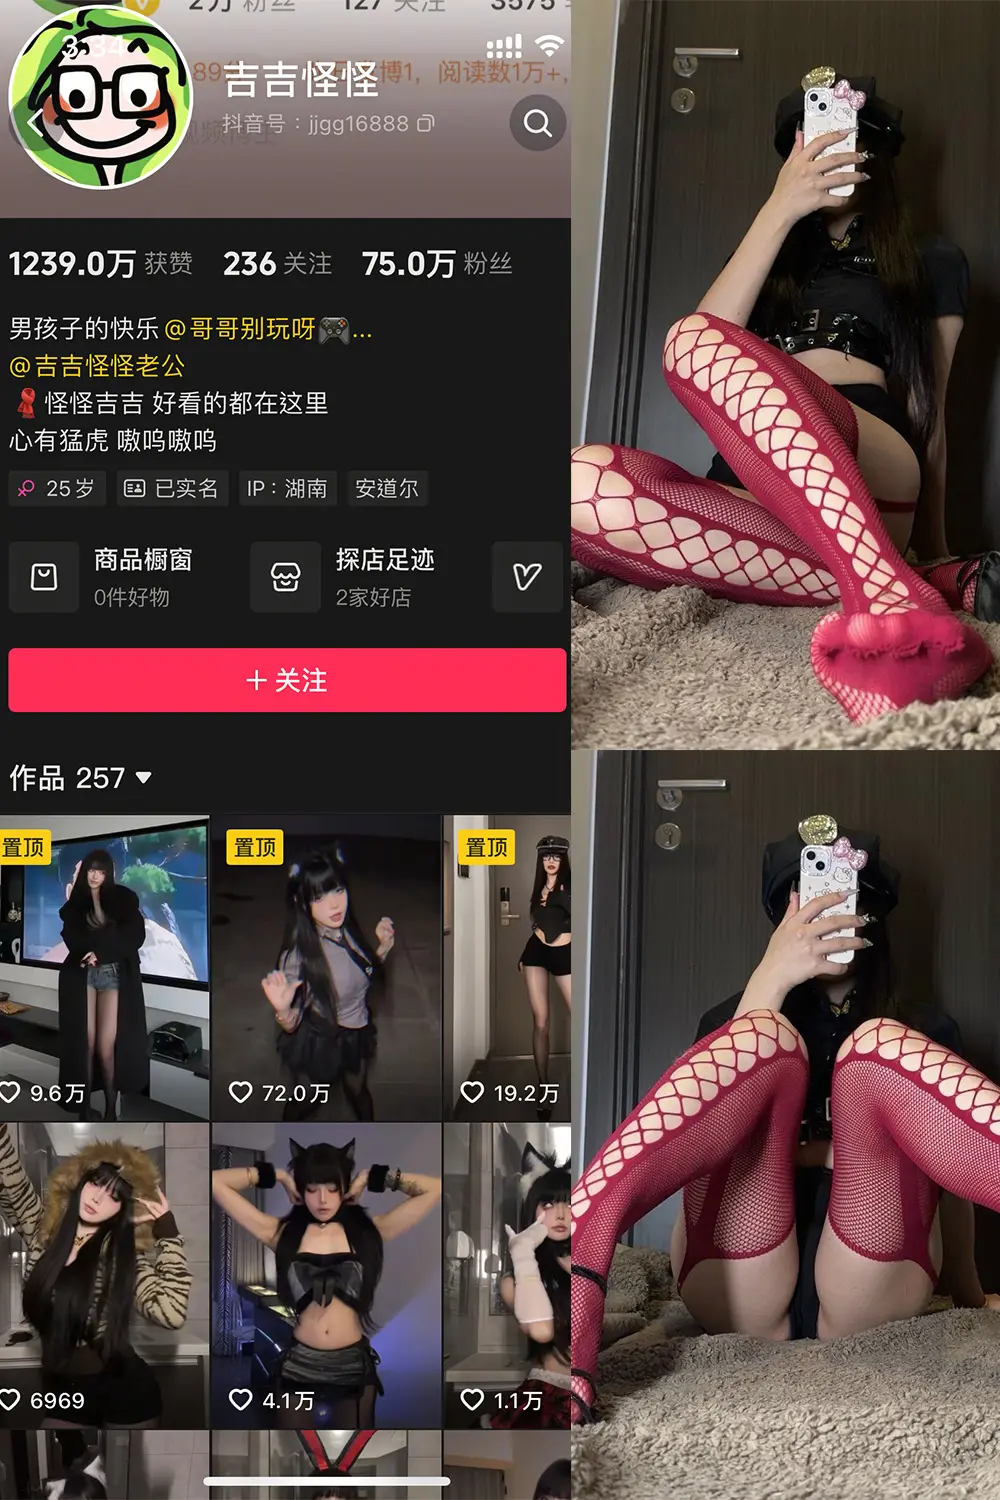 2万 粉丝 127 关注 3575
3:34
吉吉怪怪
博1，阅读数1万+,
抖音号：jjgg16888
1239.0万 获赞 236 关注 75.0万 粉丝
男孩子的快乐 @哥哥别玩呀🎮...
@吉吉怪怪老公
怪怪吉吉 好看的都在这里
心有猛虎 嗷呜嗷呜
25岁 已实名 IP：湖南 安道尔
商品橱窗 探店足迹
0件好物 2家好店
+ 关注
作品 257
置顶 置顶 置顶
9.6万 72.0万 19.2万
6969 4.1万 1.1万